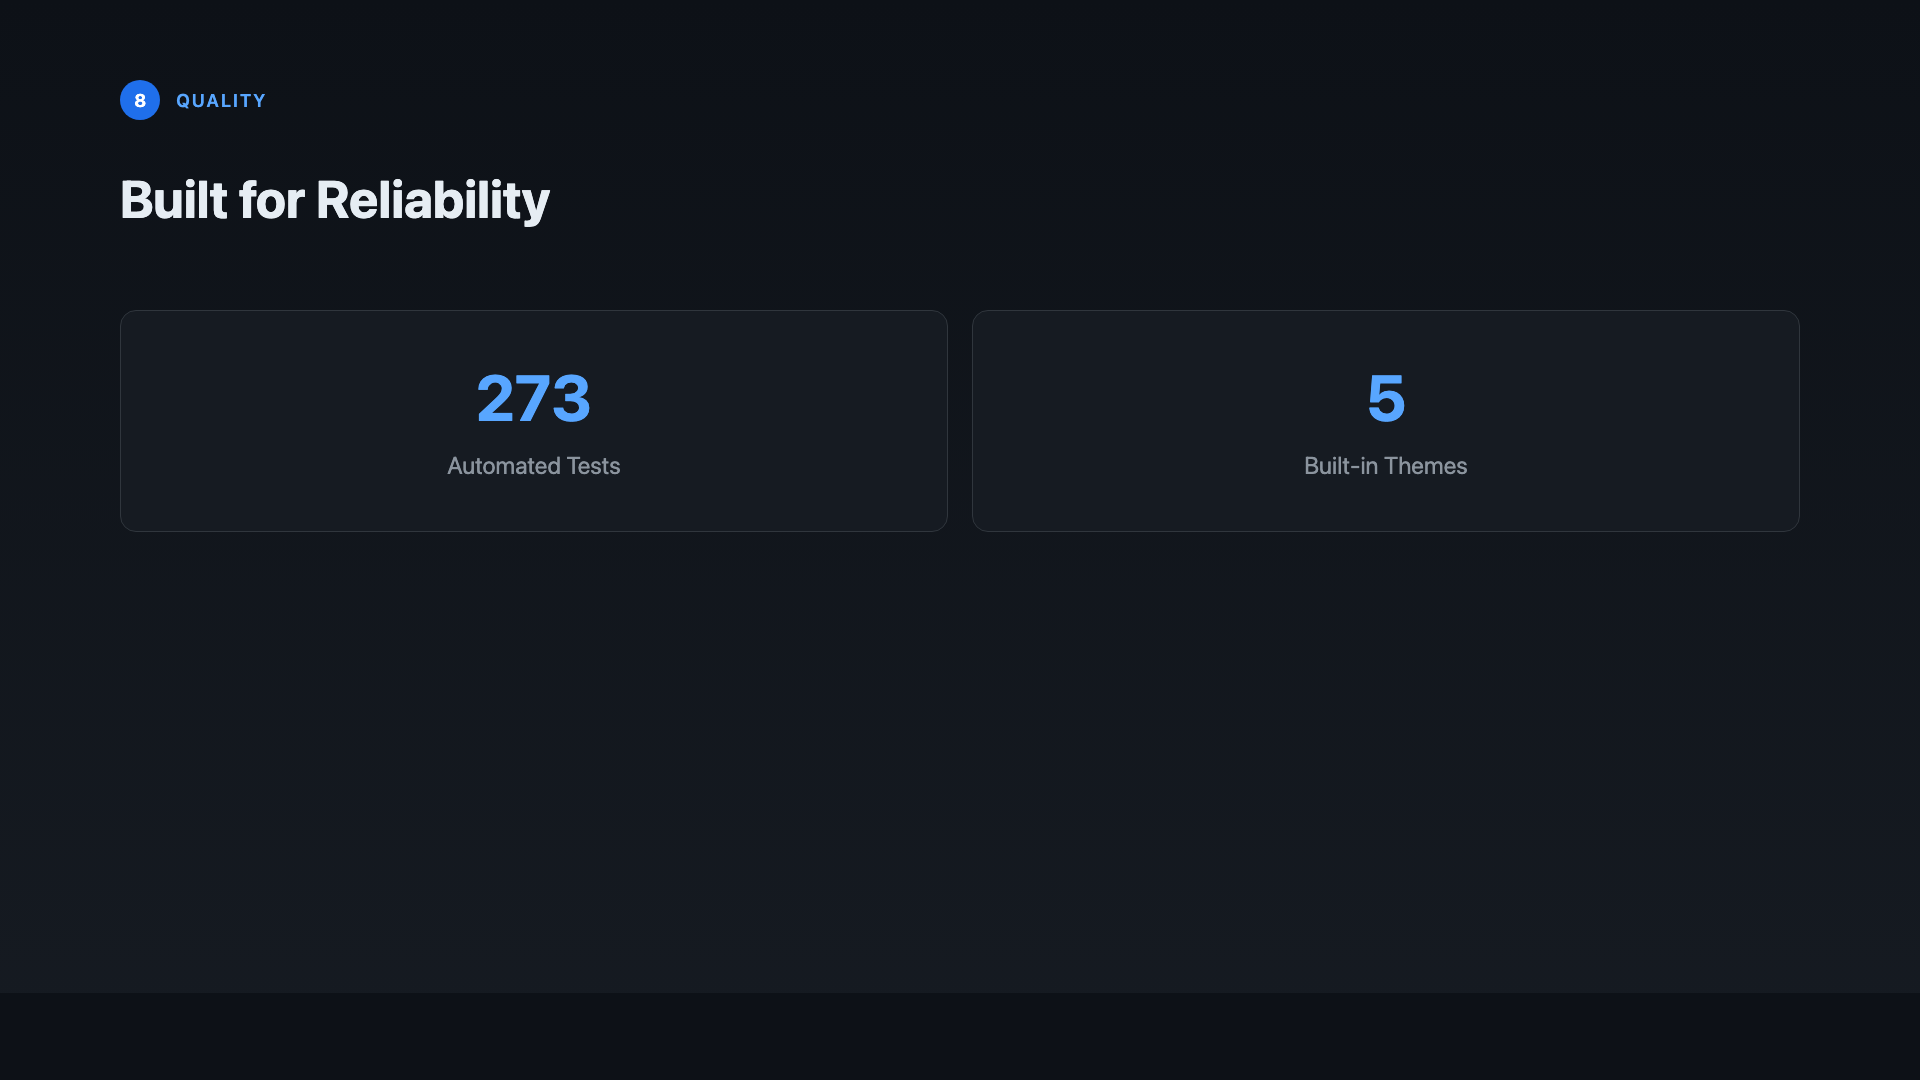 8 QUALITY
Built for Reliability
273
Automated Tests
5
Built-in Themes